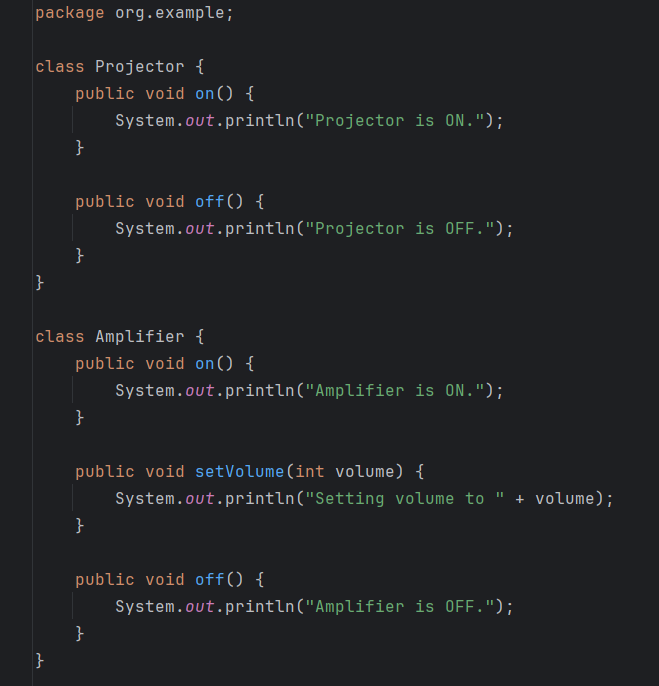 package org.example;
class Projector {
    public void on() {
        System.out.println("Projector is ON.");
    }
    public void off() {
        System.out.println("Projector is OFF.");
    }
}
class Amplifier {
    public void on() {
        System.out.println("Amplifier is ON.");
    }
    public void setVolume(int volume) {
        System.out.println("Setting volume to " + volume);
    }
    public void off() {
        System.out.println("Amplifier is OFF.");
    }
}